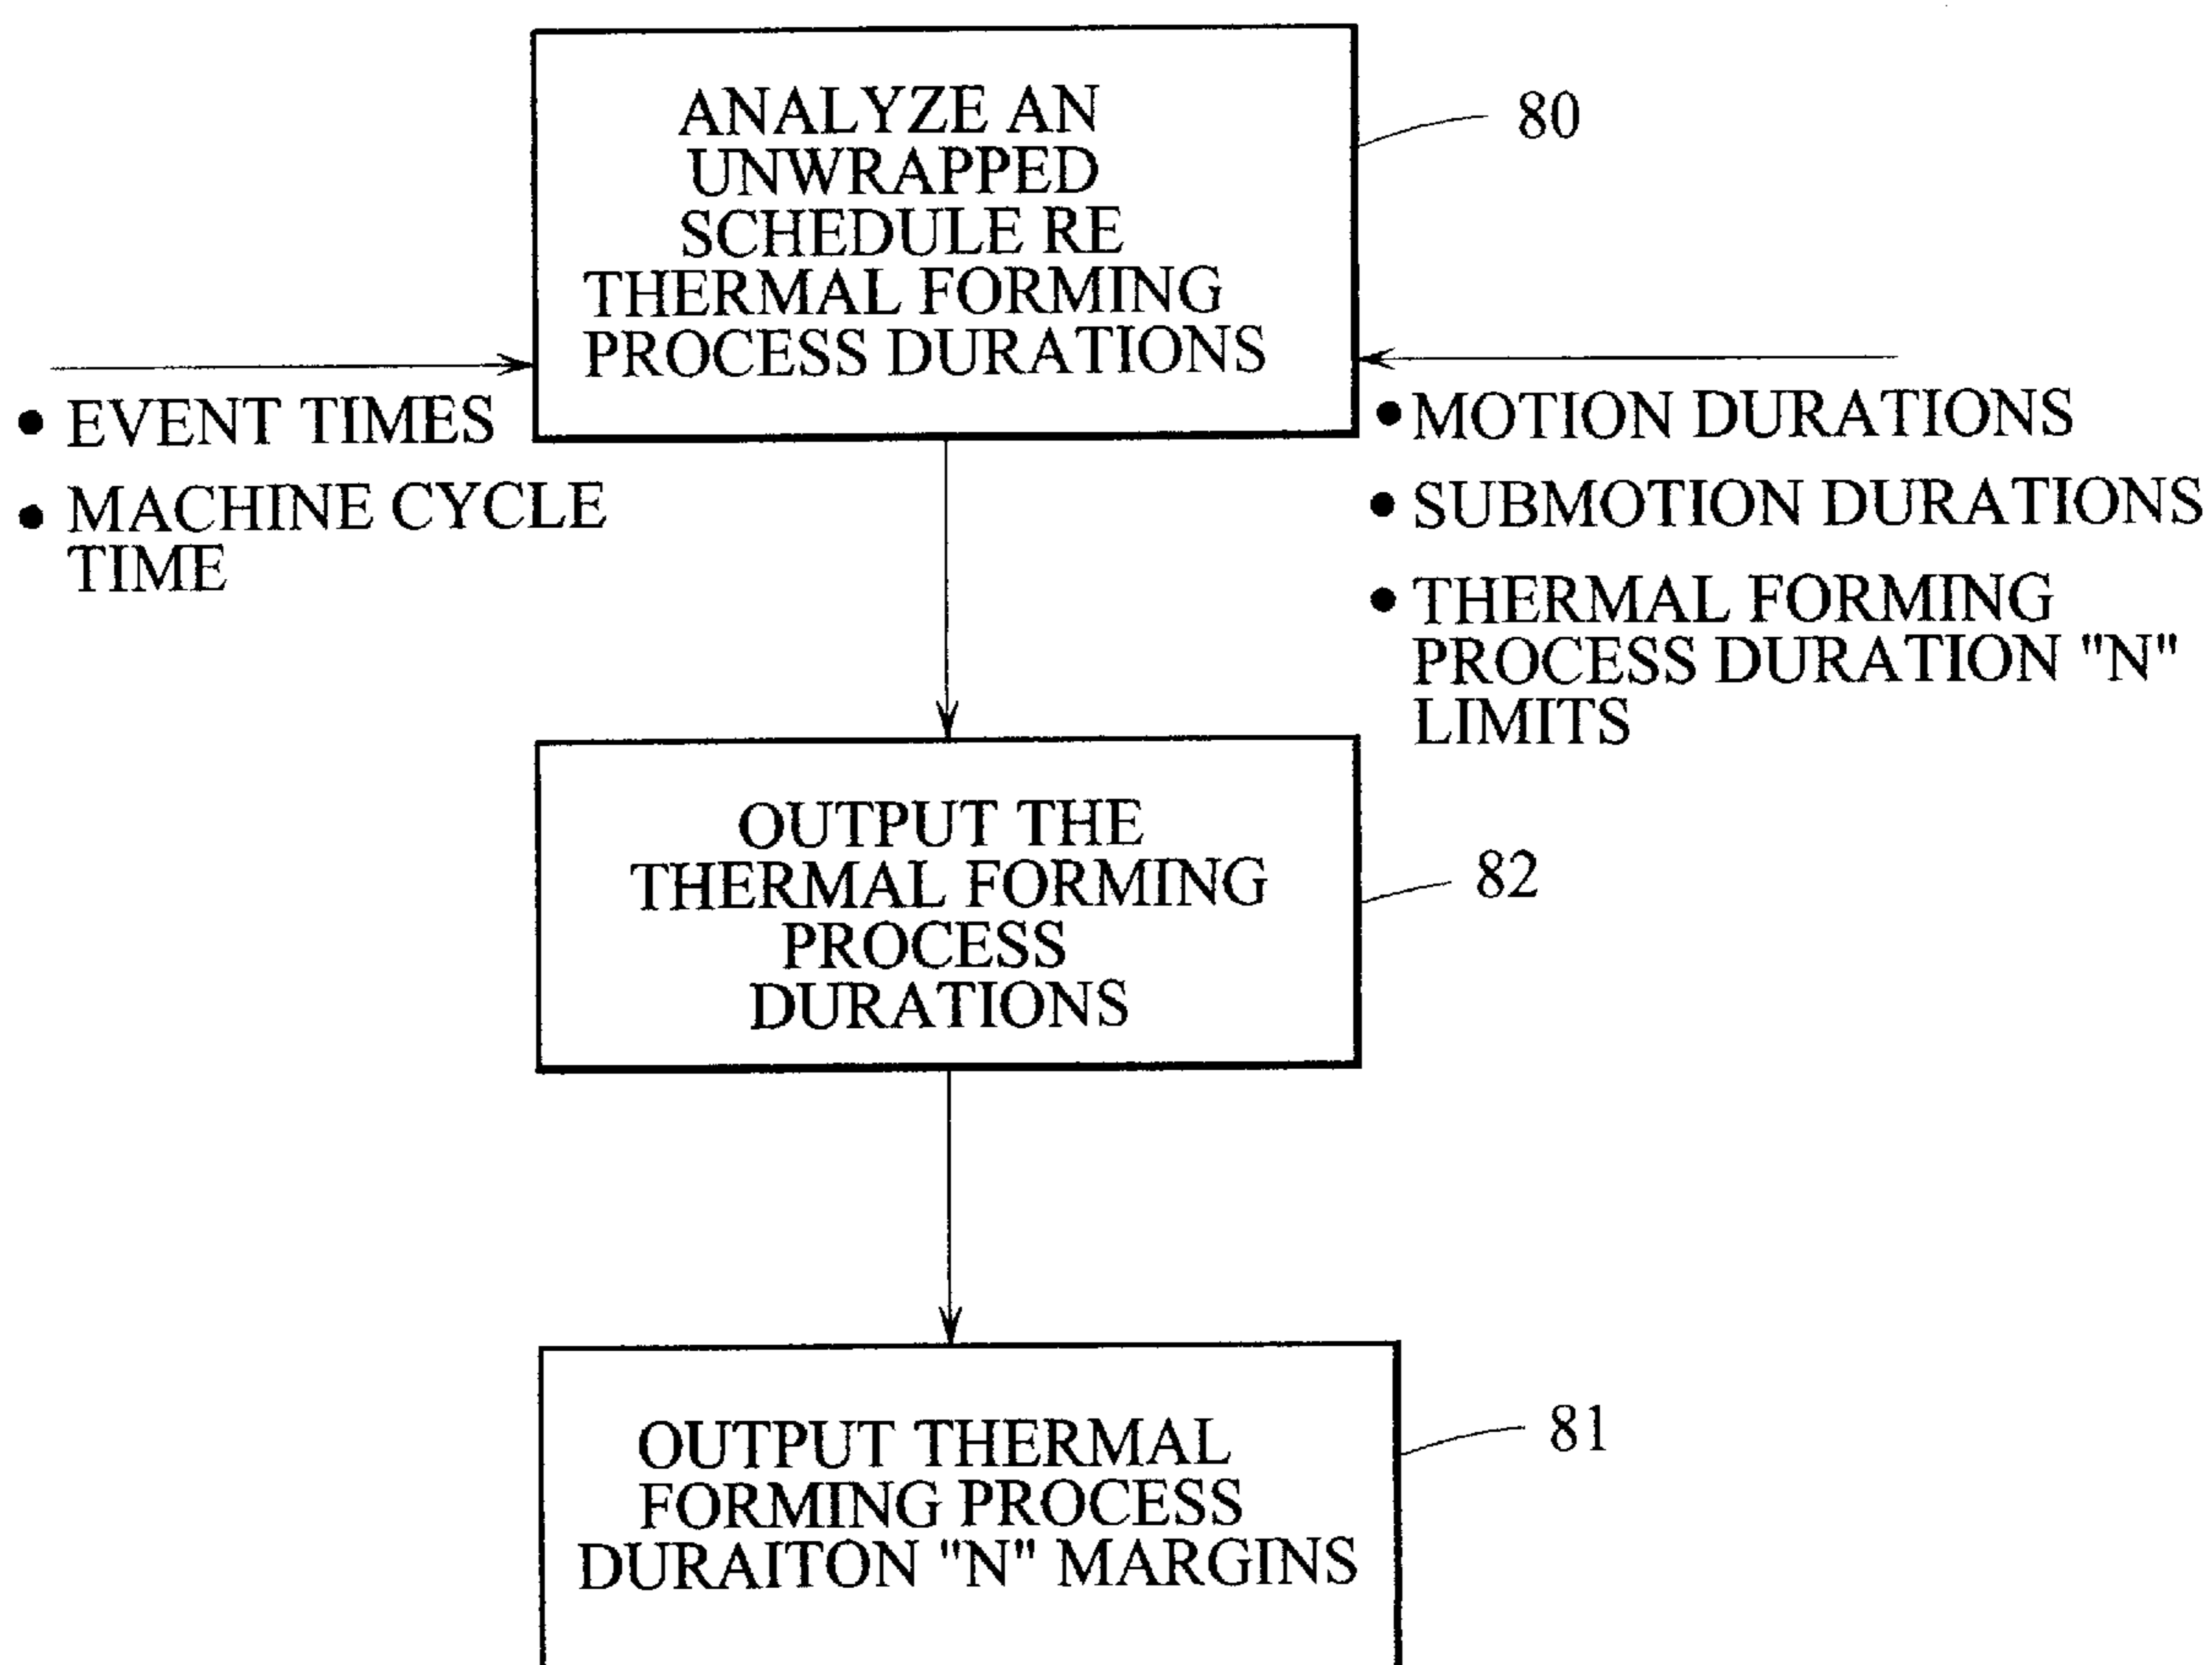 ANALYZE AN
UNWRAPPED
SCHEDULE RE
THERMAL FORMING
PROCESS DURATIONS
80
• EVENT TIMES
• MACHINE CYCLE
TIME
• MOTION DURATIONS
• SUBMOTION DURATIONS
• THERMAL FORMING
PROCESS DURATION "N"
LIMITS
OUTPUT THE
THERMAL FORMING
PROCESS
DURATIONS
82
OUTPUT THERMAL
FORMING PROCESS
DURAITON "N" MARGINS
81